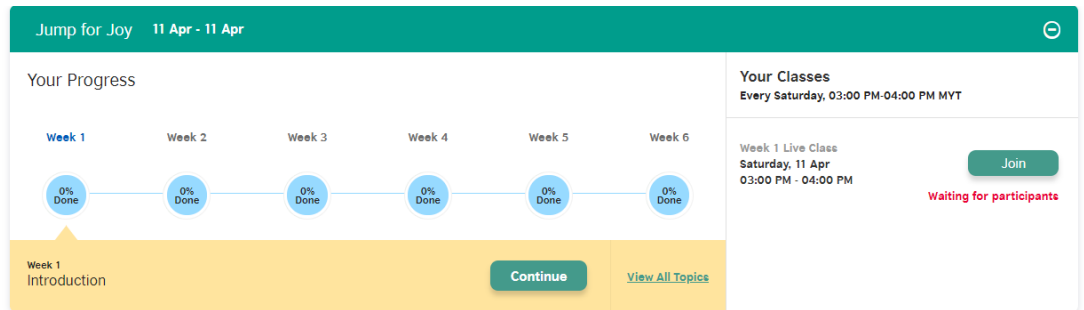 Jump for Joy 11 Apr - 11 Apr
Your Progress
Week 1 Week 2 Week 3 Week 4 Week 5 Week 6
0% 0% 0% 0% 0% 0%
Done Done Done Done Done Done
Week 1
Introduction
Continue
View All Topics
Your Classes
Every Saturday, 03:00 PM-04:00 PM MYT
Week 1 Live Class
Saturday, 11 Apr
03:00 PM - 04:00 PM
Join
Waiting for participants